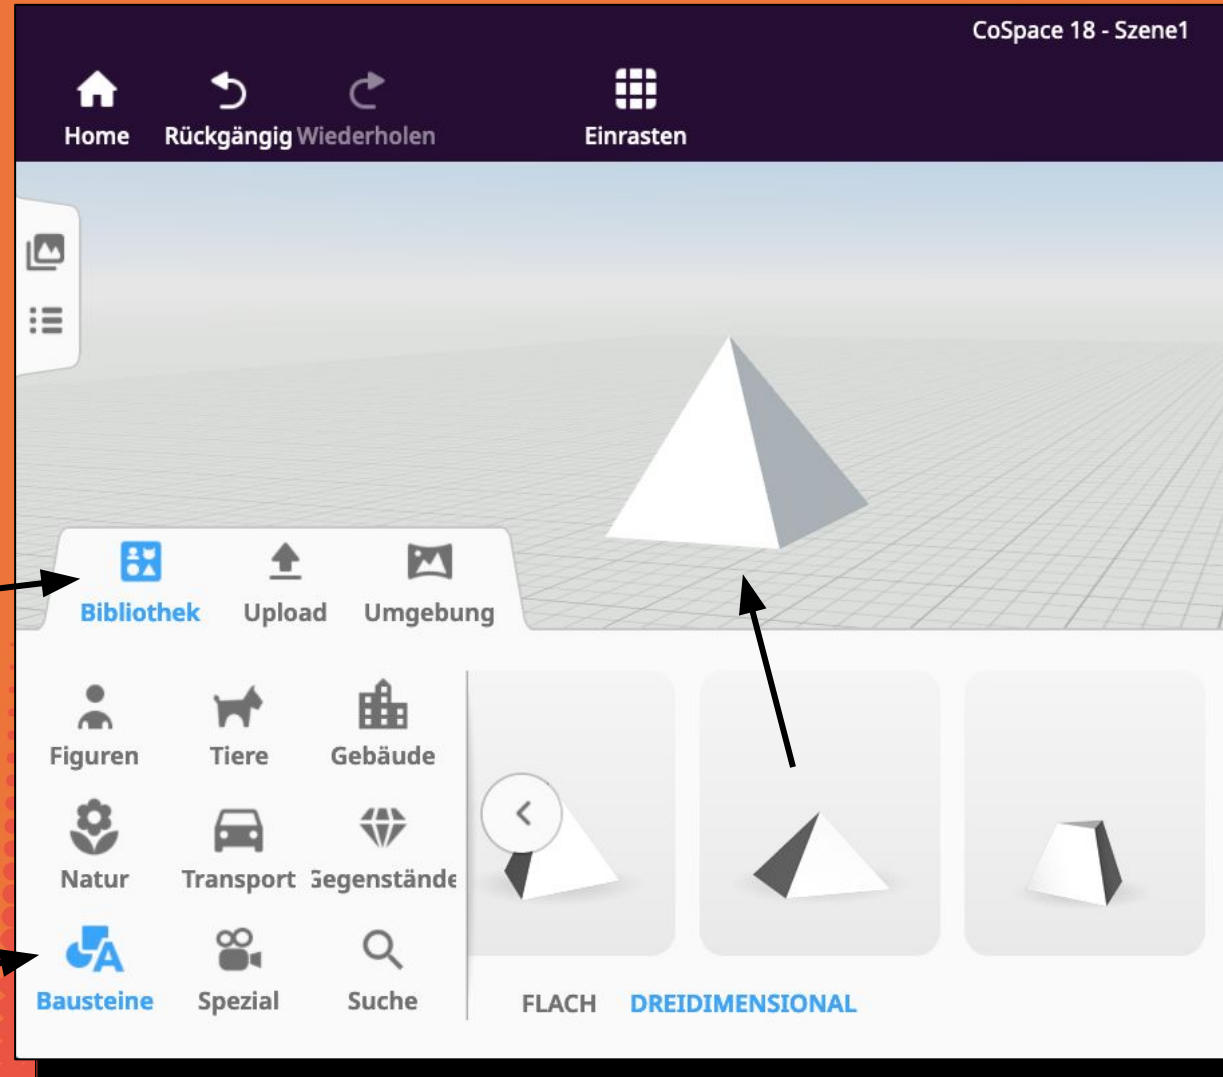 CoSpace 18 - Szene1
Home Rückgängig Wiederholen Einrasten
Bibliothek Upload Umgebung
Figuren Tiere Gebäude
Natur Transport Gegenstände
Bausteine Spezial Suche
FLACH DREIDIMENSIONAL